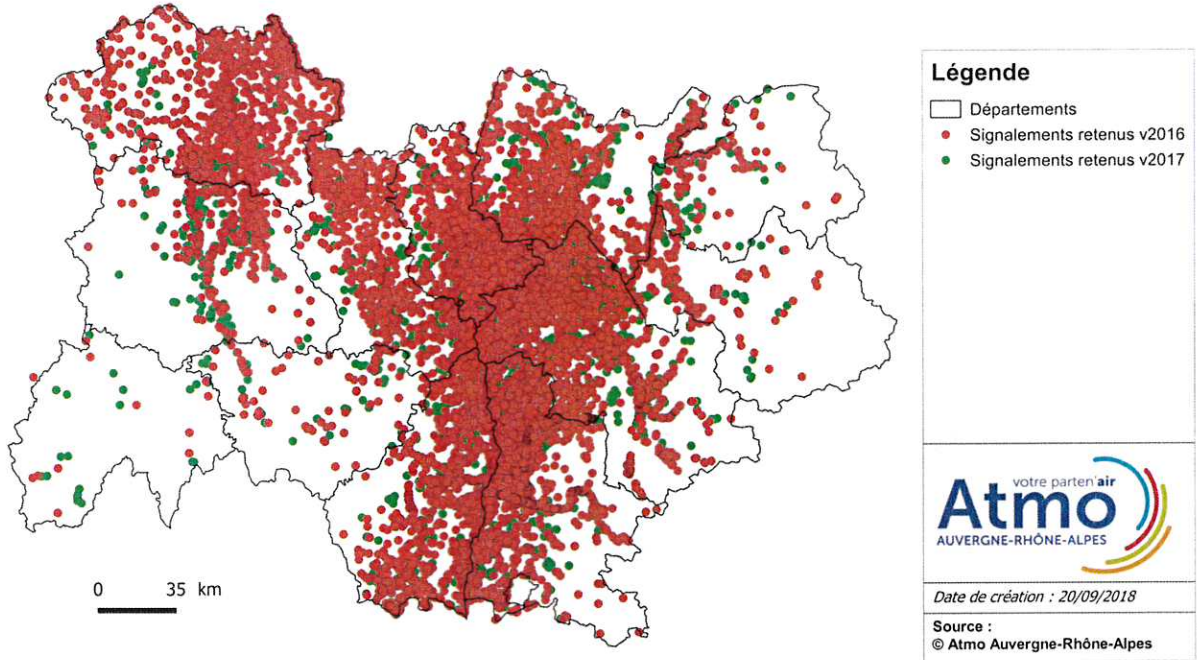 Légende
Départements
Signalements retenus v2016
Signalements retenus v2017
0 35 km
votre parten'air
Atmo
AUVERGNE-RHÔNE-ALPES
Date de création : 20/09/2018
Source :
© Atmo Auvergne-Rhône-Alpes